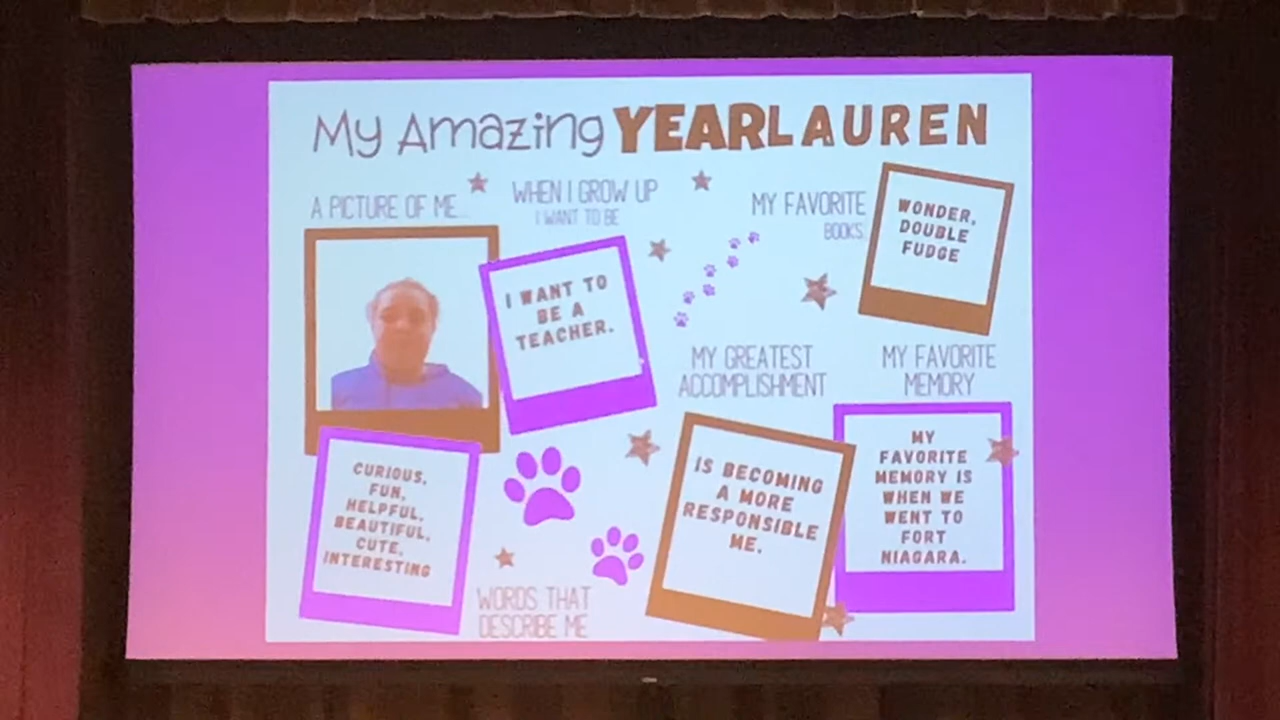 My Amazing YEARLAUREN
A PICTURE OF ME...
WHEN I GROW UP
I WANT TO BE
I WANT TO
BE A
TEACHER.
MY FAVORITE
BOOKS
WONDER,
DOUBLE
FUDGE
CURIOUS,
FUN,
HELPFUL,
BEAUTIFUL,
CUTE,
INTERESTING
WORDS THAT
DESCRIBE ME
MY GREATEST
ACCOMPLISHMENT
IS BECOMING
A MORE
RESPONSIBLE
ME.
MY FAVORITE
MEMORY
MY
FAVORITE
MEMORY IS
WHEN WE
WENT TO
FORT
NIAGARA.